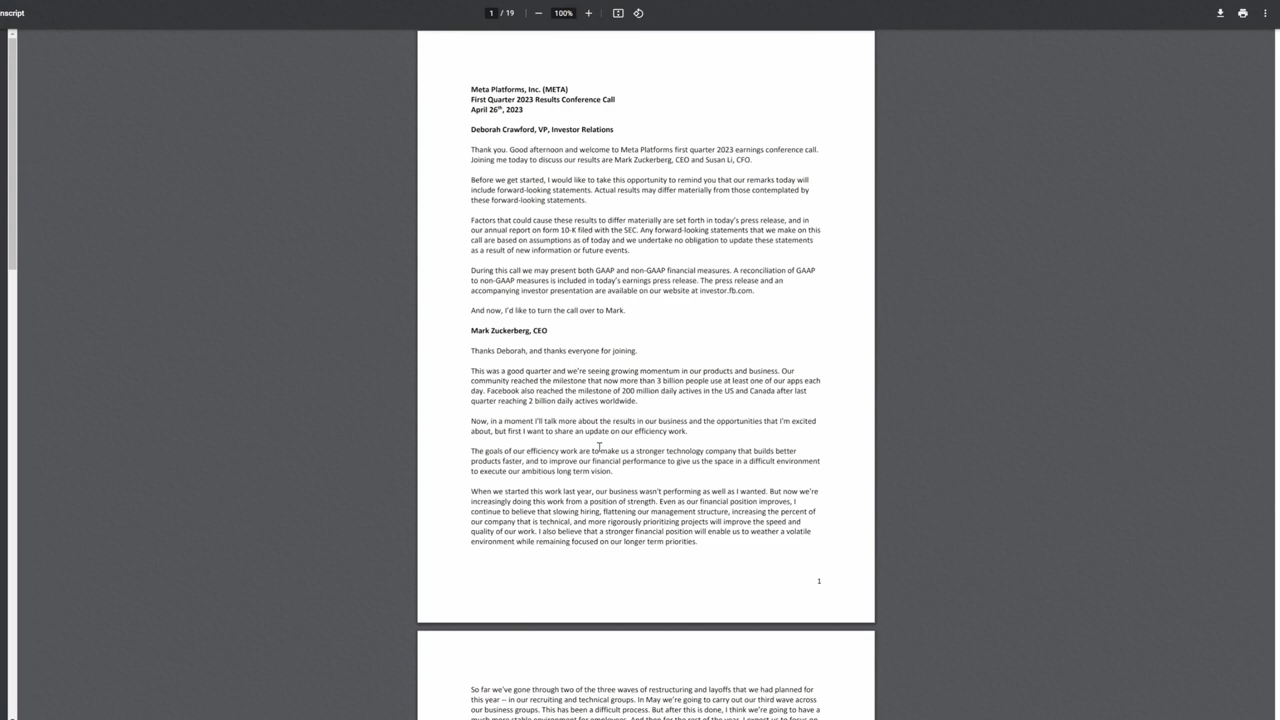 nscript
1 / 19
100%
Meta Platforms, Inc. (META)
First Quarter 2023 Results Conference Call
April 26th, 2023
Deborah Crawford, VP, Investor Relations
Thank you. Good afternoon and welcome to Meta Platforms first quarter 2023 earnings conference call.
Joining me today to discuss our results are Mark Zuckerberg, CEO and Susan Li, CFO.
Before we get started, I would like to take this opportunity to remind you that our remarks today will
include forward-looking statements. Actual results may differ materially from those contemplated by
these forward-looking statements.
Factors that could cause these results to differ materially are set forth in today's press release, and in
our annual report on form 10-K filed with the SEC. Any forward-looking statements that we make on this
call are based on assumptions as of today and we undertake no obligation to update these statements
as a result of new information or future events.
During this call we may present both GAAP and non-GAAP financial measures. A reconciliation of GAAP
to non-GAAP measures is included in today's earnings press release. The press release and an
accompanying investor presentation are available on our website at investor.fb.com.
And now, I'd like to turn the call over to Mark.
Mark Zuckerberg, CEO
Thanks Deborah, and thanks everyone for joining.
This was a good quarter and we're seeing growing momentum in our products and business. Our
community reached the milestone that now more than 3 billion people use at least one of our apps each
day. Facebook also reached the milestone of 200 million daily actives in the US and Canada after last
quarter reaching 2 billion daily actives worldwide.
Now, in a moment I'll talk more about the results in our business and the opportunities that I'm excited
about, but first I want to share an update on our efficiency work.
The goals of our efficiency work are to make us a stronger technology company that builds better
products faster, and to improve our financial performance to give us the space in a difficult environment
to execute our ambitious long term vision.
When we started this work last year, our business wasn't performing as well as I wanted. But now we're
increasingly doing this work from a position of strength. Even as our financial position improves, I
continue to believe that slowing hiring, flattening our management structure, increasing the percent of
our company that is technical, and more rigorously prioritizing projects will improve the speed and
quality of our work. I also believe that a stronger financial position will enable us to weather a volatile
environment while remaining focused on our longer term priorities.
1
So far we've gone through two of the three waves of restructuring and layoffs that we had planned for
this year -- in our recruiting and technical groups. In May we're going to carry out our third wave across
our business groups. This has been a difficult process. But after this is done, I think we're going to have a
much more stable environment for employees. And then for the rest of the year, I expect us to focus on